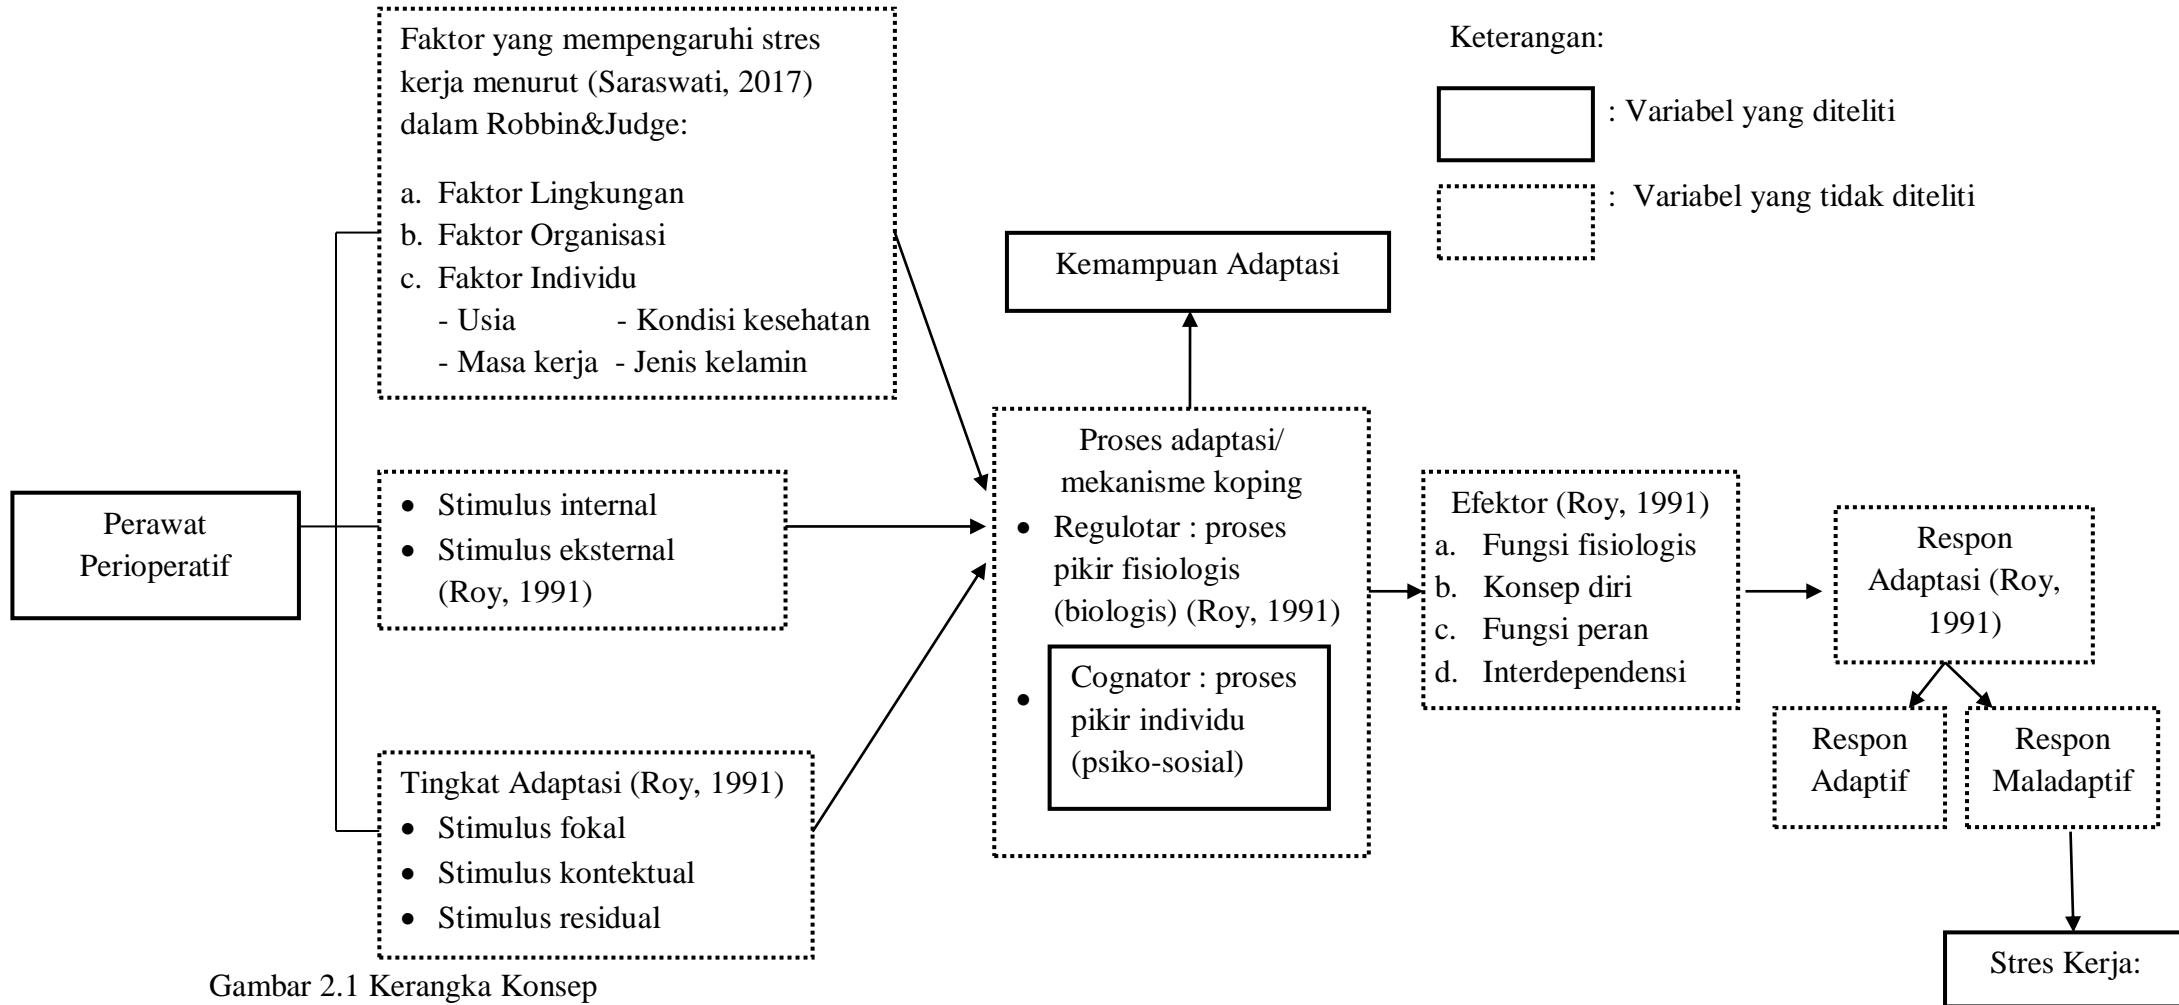 Faktor yang mempengaruhi stres
kerja menurut (Saraswati, 2017)
dalam Robbin&Judge:
a. Faktor Lingkungan
b. Faktor Organisasi
c. Faktor Individu
- Usia - Kondisi kesehatan
- Masa kerja - Jenis kelamin
Keterangan:
: Variabel yang diteliti
: Variabel yang tidak diteliti
Kemampuan Adaptasi
Perawat
Perioperatif
• Stimulus internal
• Stimulus eksternal
(Roy, 1991)
Tingkat Adaptasi (Roy, 1991)
• Stimulus fokal
• Stimulus kontektual
• Stimulus residual
Proses adaptasi/
mekanisme koping
• Regulotar : proses
pikir fisiologis
(biologis) (Roy, 1991)
• Cognator : proses
pikir individu
(psiko-sosial)
Efektor (Roy, 1991)
a. Fungsi fisiologis
b. Konsep diri
c. Fungsi peran
d. Interdependensi
Respon
Adaptasi (Roy,
1991)
Respon
Adaptif
Respon
Maladaptif
Stres Kerja:
Gambar 2.1 Kerangka Konsep